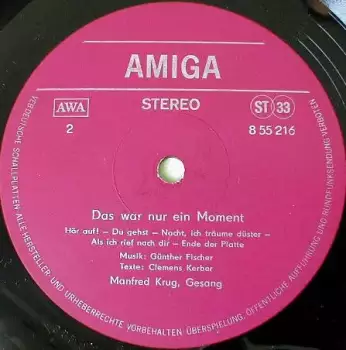 AMIGA
AWA
STEREO
ST 33
2
8 55 216
Das war nur ein Moment
Hör auf! – Du gehst – Nacht, ich träume düster –
Als ich rief nach dir – Ende der Platte
Musik: Günther Fischer
Texte: Clemens Kerber
Manfred Krug, Gesang
VEB DEUTSCHE SCHALLPLATTEN ALLE HERSTELLER UND URHEBERRECHTE VORBEHALTEN ÜBERSPIELUNG, ÖFFENTLICHE AUFFÜHRUNG UND RUNDFUNKSENDUNG VERBOTEN